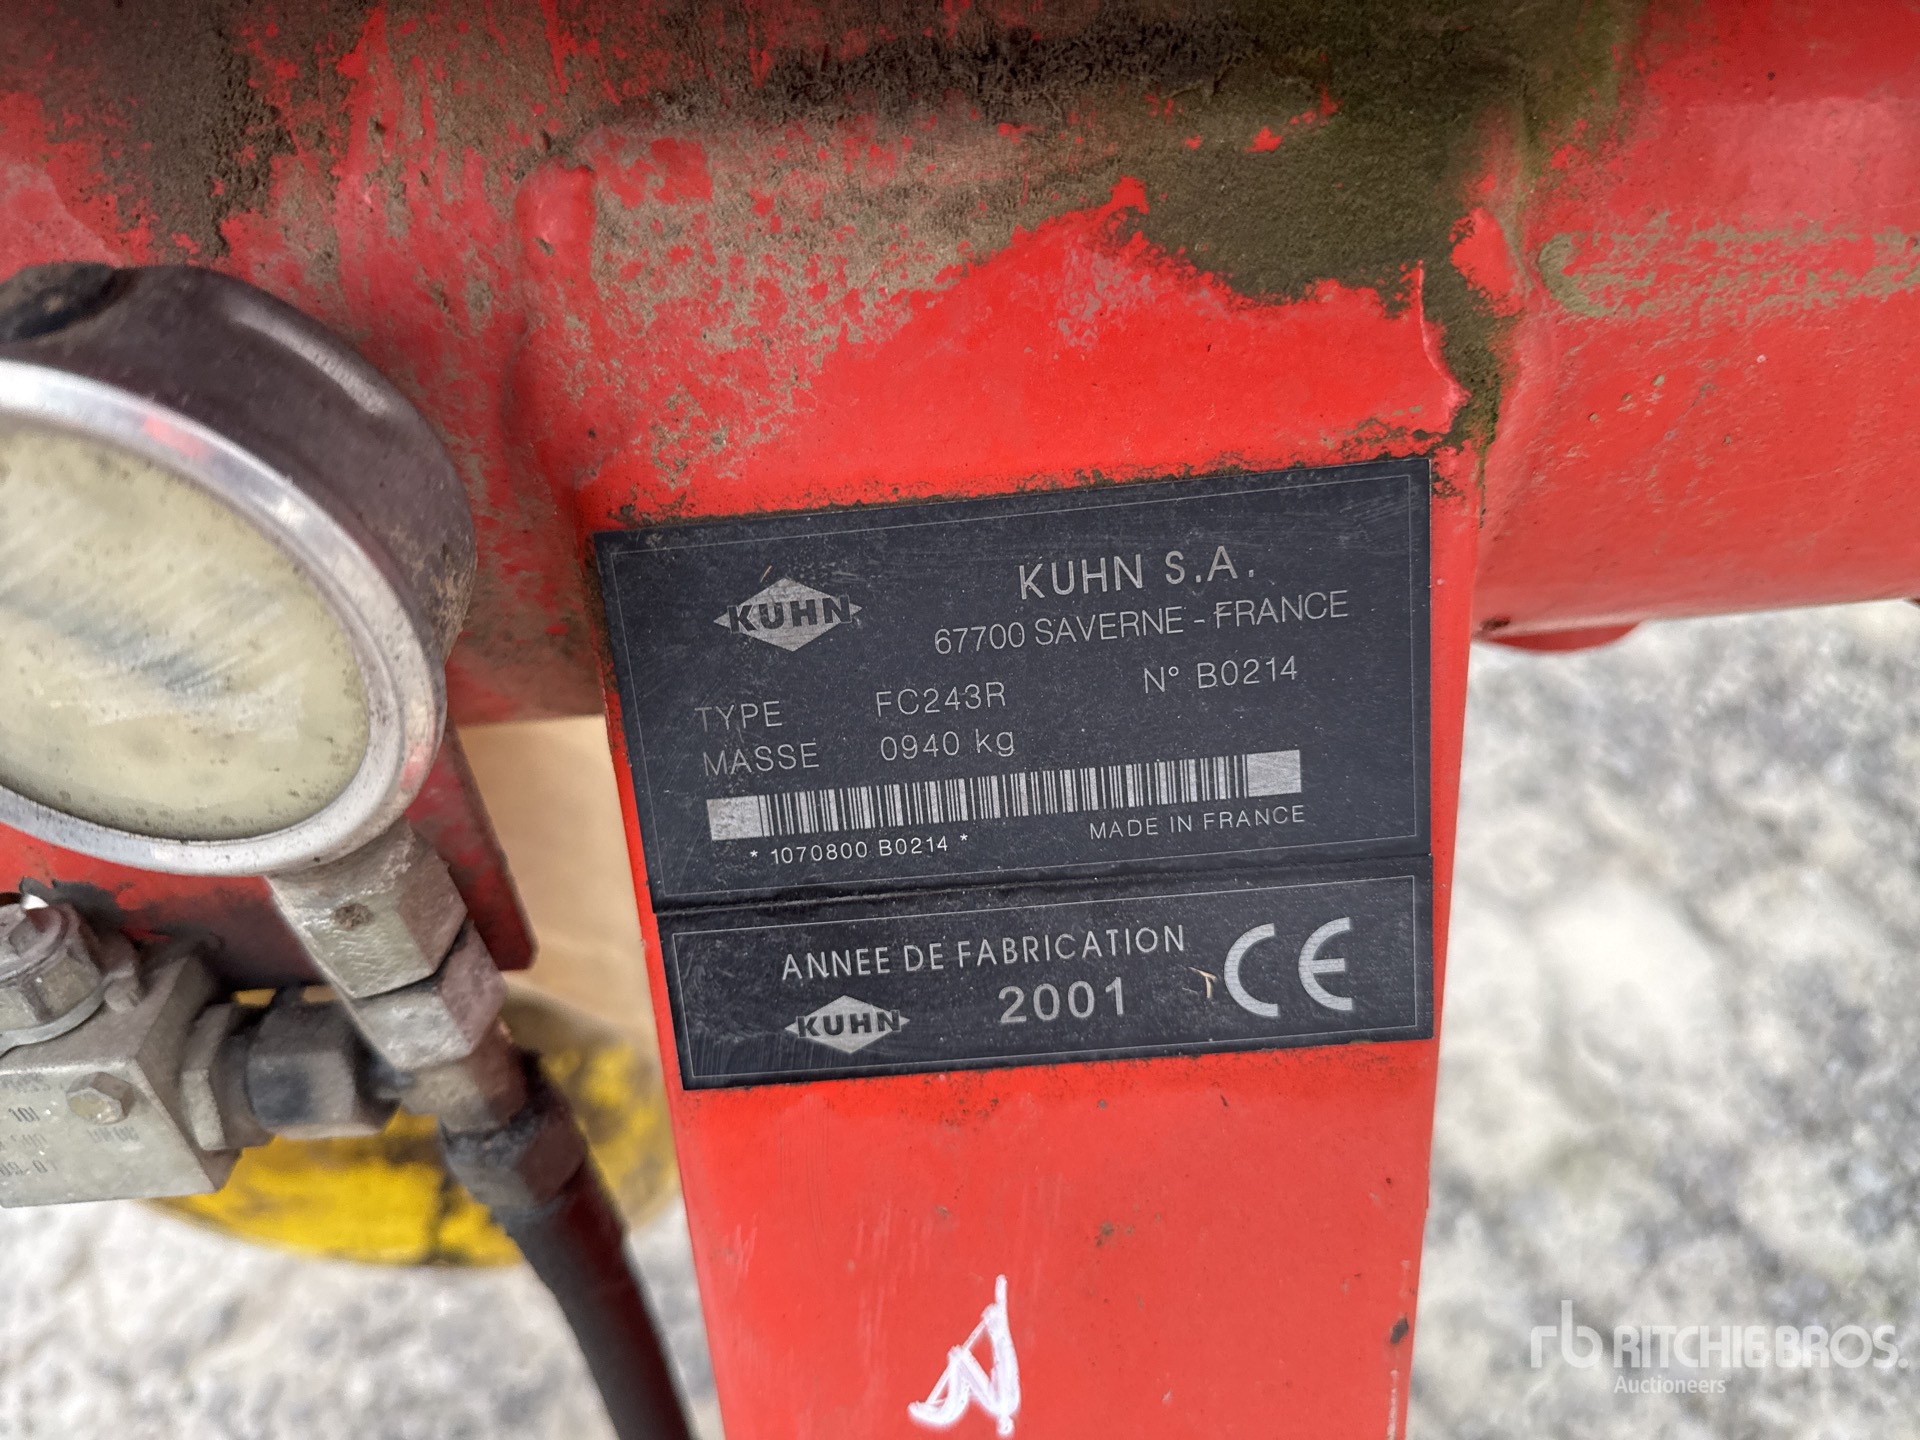 KUHN
KUHN S.A.
67700 SAVERNE - FRANCE
TYPE FC243R N° B0214
MASSE 0940 kg
* 1070800 B0214 * MADE IN FRANCE
ANNEE DE FABRICATION CE
KUHN 2001
rb RITCHIE BROS.
Auctioneers